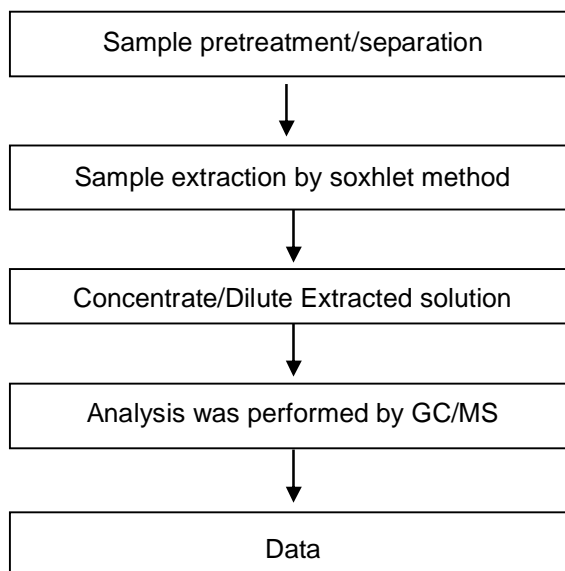 Sample pretreatment/separation
Sample extraction by soxhlet method
Concentrate/Dilute Extracted solution
Analysis was performed by GC/MS
Data